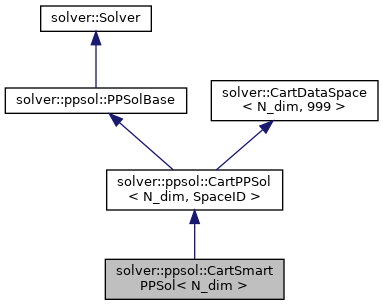 solver::Solver
solver::ppsol::PPSolBase
solver::CartDataSpace
< N_dim, 999 >
solver::ppsol::CartPPSol
< N_dim, SpaceID >
solver::ppsol::CartSmart
PPSol< N_dim >